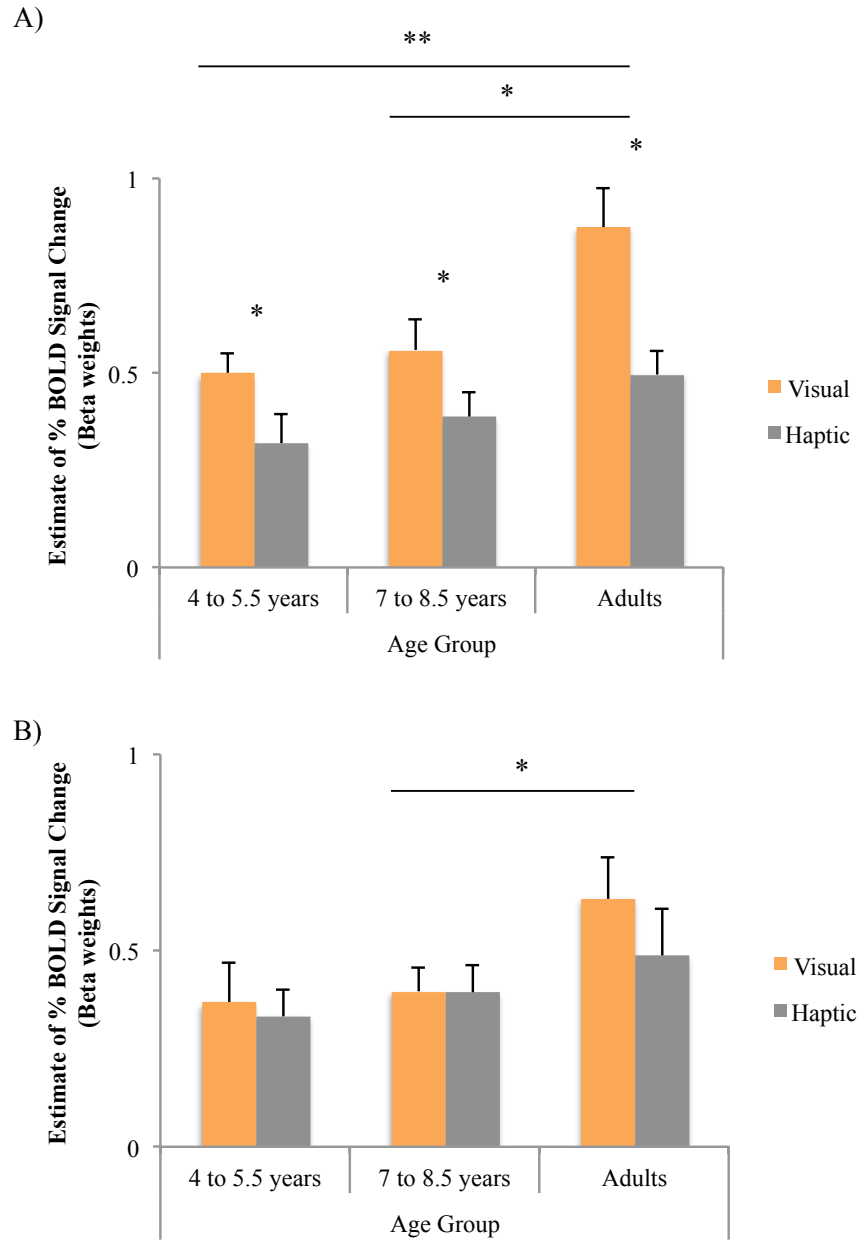 A)
**
*
*
1
*
*
0.5
0
Estimate of % BOLD Signal Change
(Beta weights)
Visual
Haptic
4 to 5.5 years
7 to 8.5 years
Adults
Age Group
B)
1
*
0.5
0
Estimate of % BOLD Signal Change
(Beta weights)
Visual
Haptic
4 to 5.5 years
7 to 8.5 years
Adults
Age Group